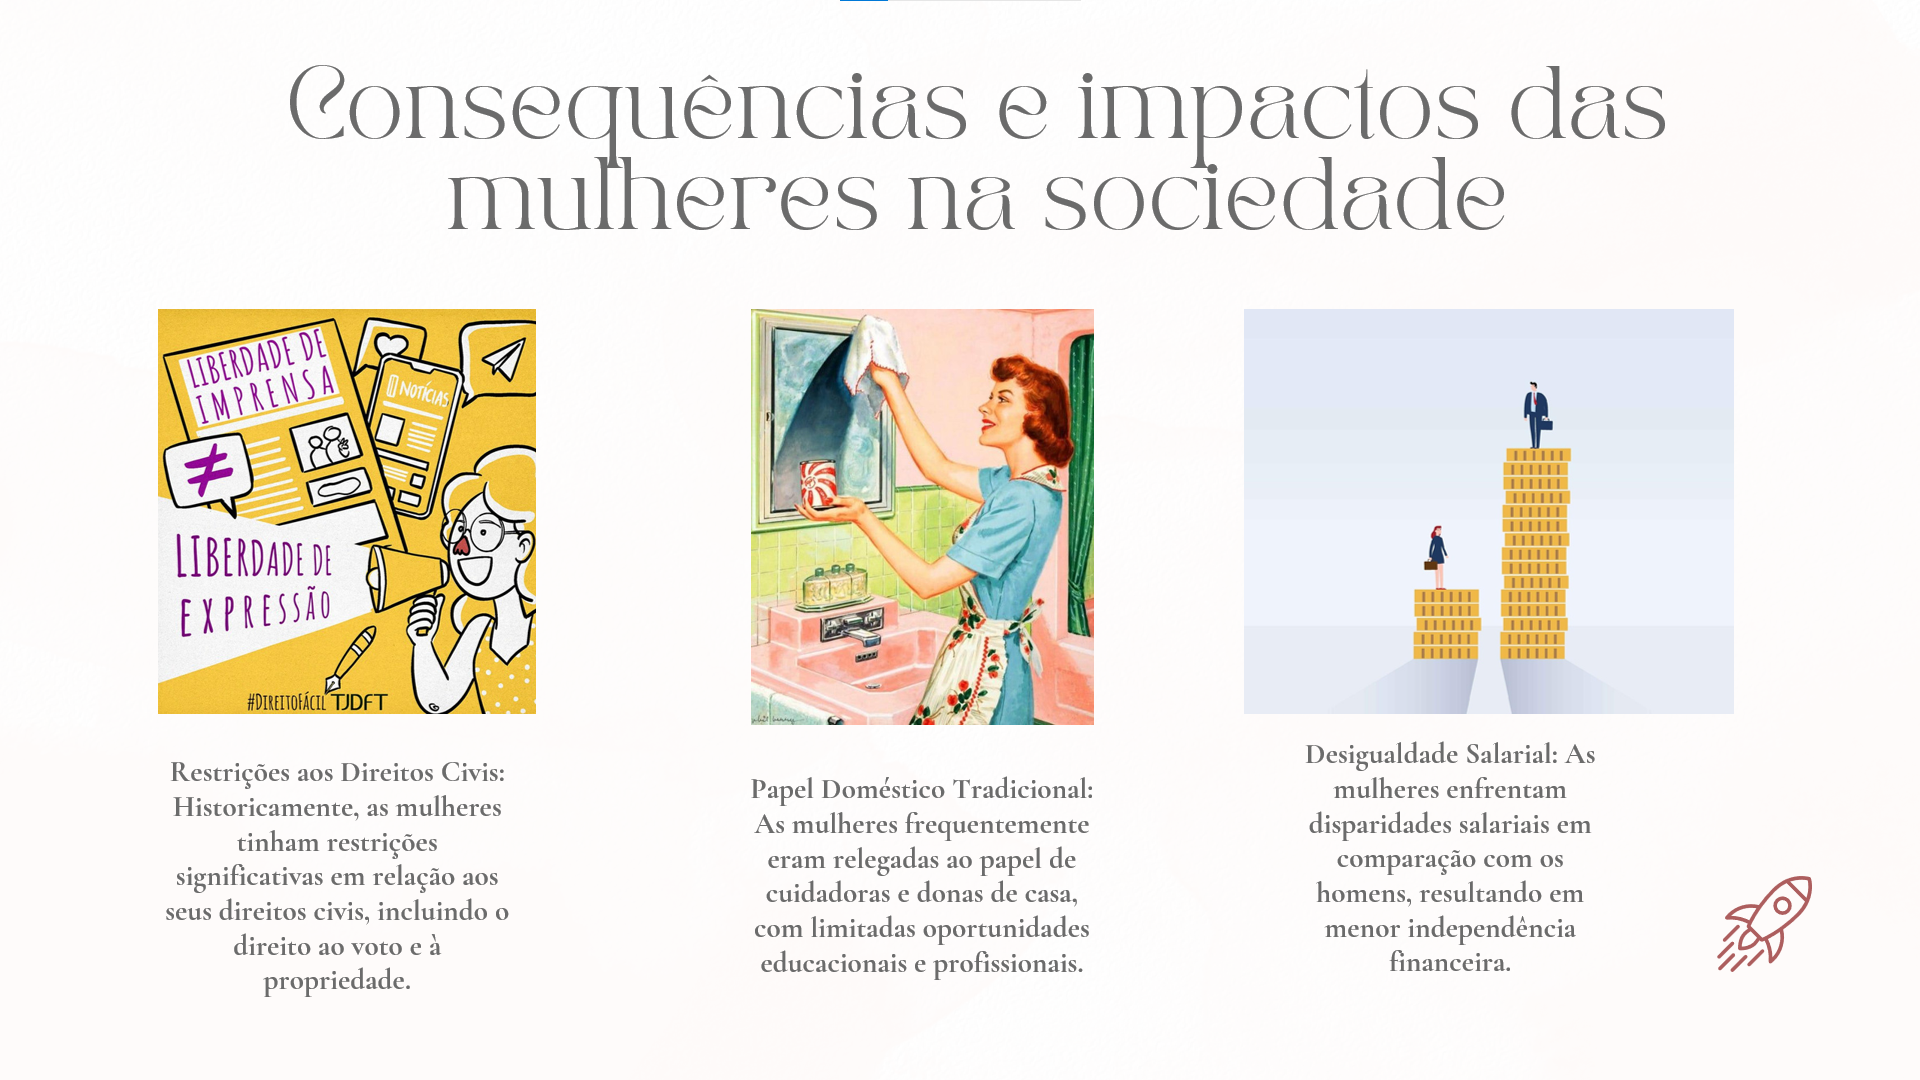 Consequências e impactos das
mulheres na sociedade
LIBERDADE DE
IMPRENSA
NOTÍCIAS
≠
LIBERDADE DE
EXPRESSÃO
#DIREITOFÁCIL TJDFT
Restrições aos Direitos Civis:
Historicamente, as mulheres
tinham restrições
significativas em relação aos
seus direitos civis, incluindo o
direito ao voto e à
propriedade.
Papel Doméstico Tradicional:
As mulheres frequentemente
eram relegadas ao papel de
cuidadoras e donas de casa,
com limitadas oportunidades
educacionais e profissionais.
Desigualdade Salarial: As
mulheres enfrentam
disparidades salariais em
comparação com os
homens, resultando em
menor independência
financeira.